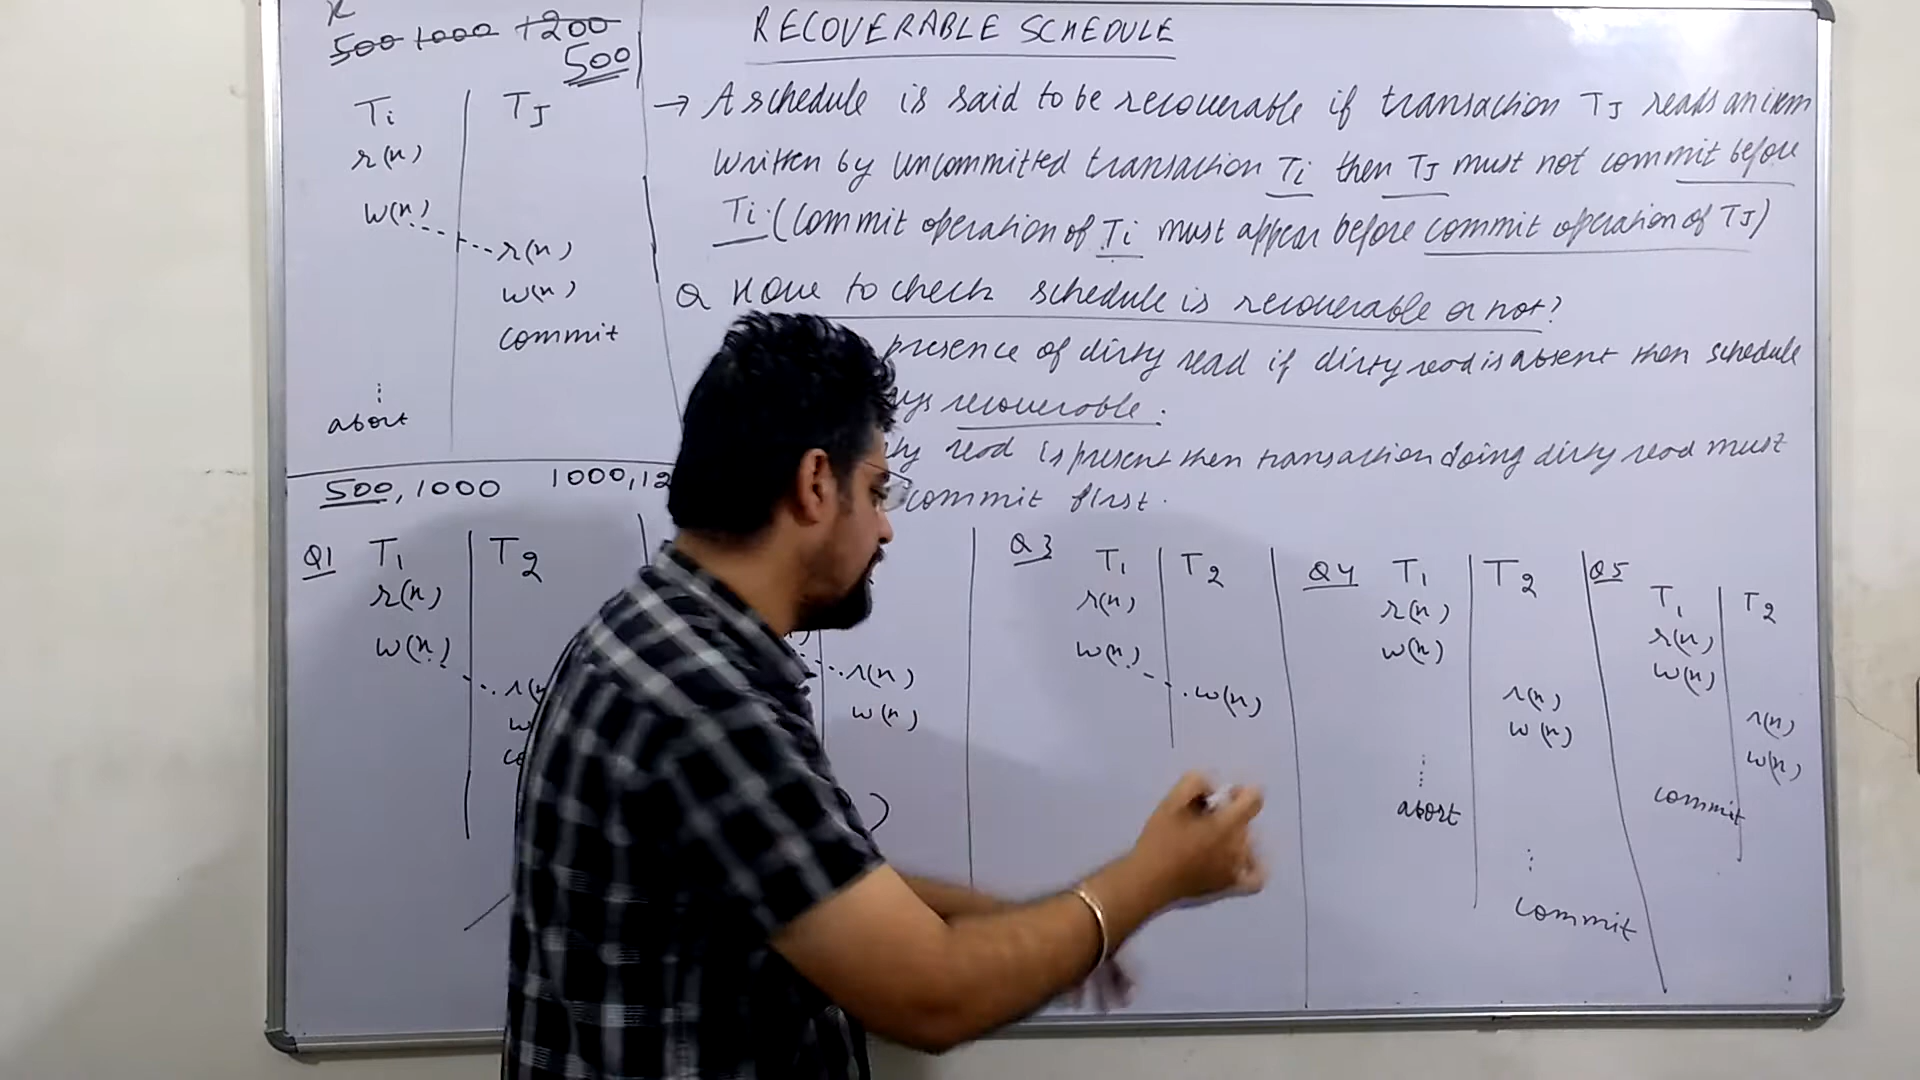 x
500 1000 1200
500
Ti TJ
r(x)
w(x)
r(x)
w(x)
commit
abort
RECOVERABLE SCHEDULE
→ A schedule is said to be recoverable if transaction TJ reads an item
written by uncommitted transaction Ti then TJ must not commit before
Ti. (Commit operation of Ti must appear before commit operation of TJ)
Q How to check schedule is recoverable or not?
presence of dirty read if dirty read is absent then schedule
recoverable.
read is present then transaction doing dirty read must
commit first.
500, 1000 1000, 12
Q1 T1 T2
r(x)
w(x)
r(x)
w(x)
Q3 T1 T2
r(x)
w(x)
w(x)
Q4 T1 T2
r(x)
w(x)
r(x)
w(x)
abort
commit
Q5 T1 T2
r(x)
w(x)
r(x)
w(x)
commit